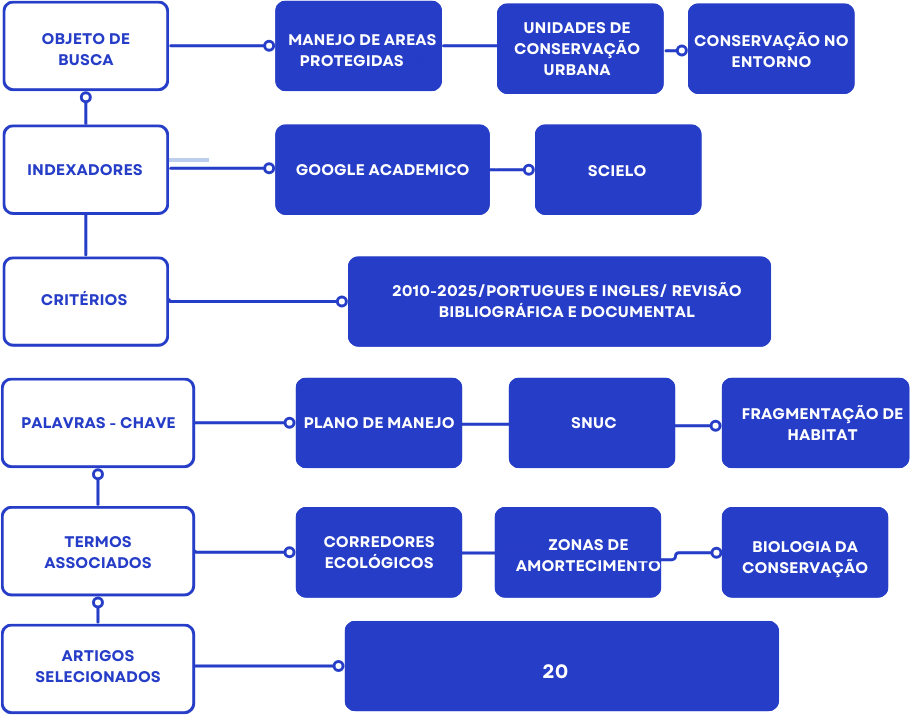 OBJETO DE
BUSCA
MANEJO DE AREAS
PROTEGIDAS
UNIDADES DE
CONSERVAÇÃO
URBANA
CONSERVAÇÃO NO
ENTORNO
INDEXADORES
GOOGLE ACADEMICO
SCIELO
CRITÉRIOS
2010-2025/PORTUGUES E INGLES/ REVISÃO
BIBLIOGRÁFICA E DOCUMENTAL
PALAVRAS - CHAVE
PLANO DE MANEJO
SNUC
FRAGMENTAÇÃO DE
HABITAT
TERMOS
ASSOCIADOS
CORREDORES
ECOLÓGICOS
ZONAS DE
AMORTECIMENTO
BIOLOGIA DA
CONSERVAÇÃO
ARTIGOS
SELECIONADOS
20